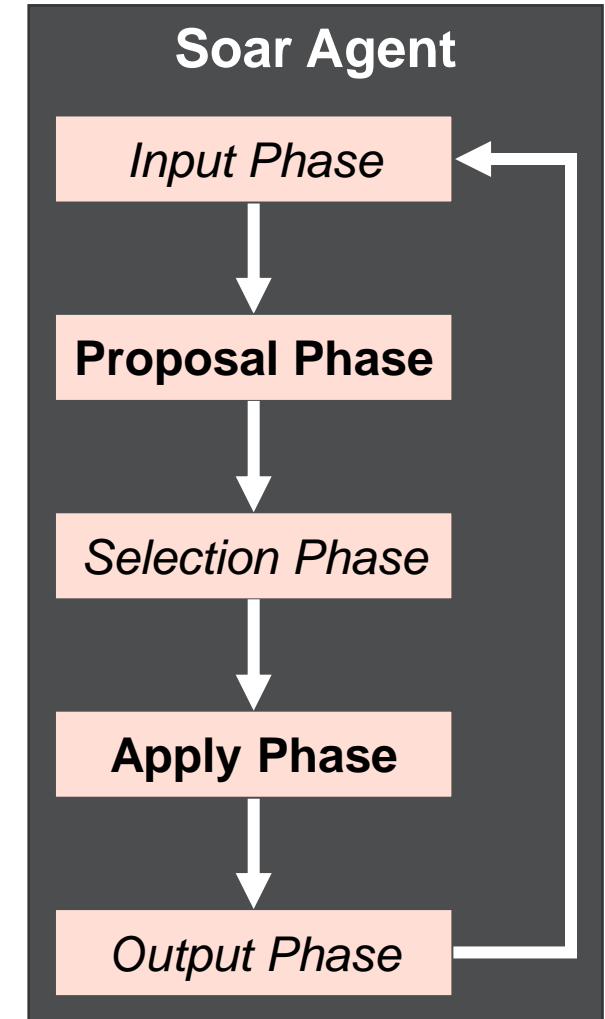 Soar Agent
Input Phase
Proposal Phase
Selection Phase
Apply Phase
Output Phase